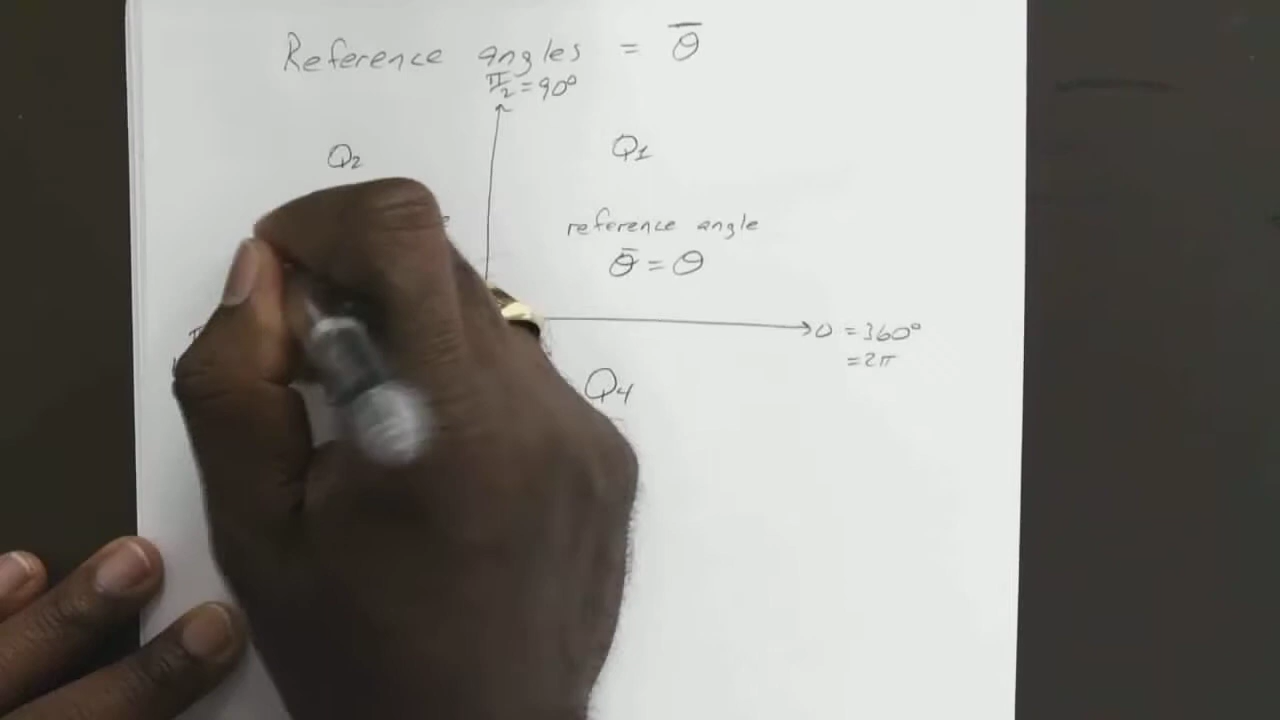 Reference angles = θ̅
π/2 = 90°
Q2
Q1
reference angle
θ̅ = θ
0 = 360°
= 2π
Q4